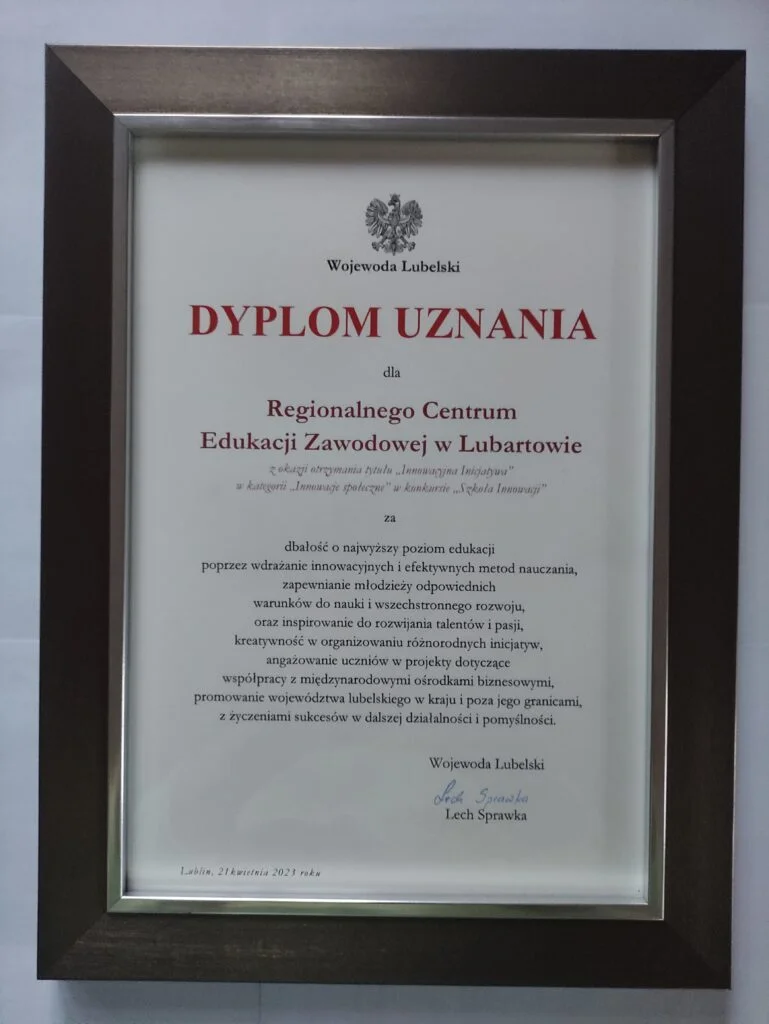 Wojewoda Lubelski
DYPLOM UZNANIA
dla
Regionalnego Centrum
Edukacji Zawodowej w Lubartowie
z okazji otrzymania tytułu „Innowacyjna Inicjatywa”
w kategorii „Innowacje społeczne” w konkursie „Szkoła Innowacji”
za
dbałość o najwyższy poziom edukacji
poprzez wdrażanie innowacyjnych i efektywnych metod nauczania,
zapewnianie młodzieży odpowiednich
warunków do nauki i wszechstronnego rozwoju,
oraz inspirowanie do rozwijania talentów i pasji,
kreatywność w organizowaniu różnorodnych inicjatyw,
angażowanie uczniów w projekty dotyczące
współpracy z międzynarodowymi ośrodkami biznesowymi,
promowanie województwa lubelskiego w kraju i poza jego granicami,
z życzeniami sukcesów w dalszej działalności i pomyślności.
Wojewoda Lubelski
Lech Sprawka
Lech Sprawka
Lublin, 21 kwietnia 2023 roku